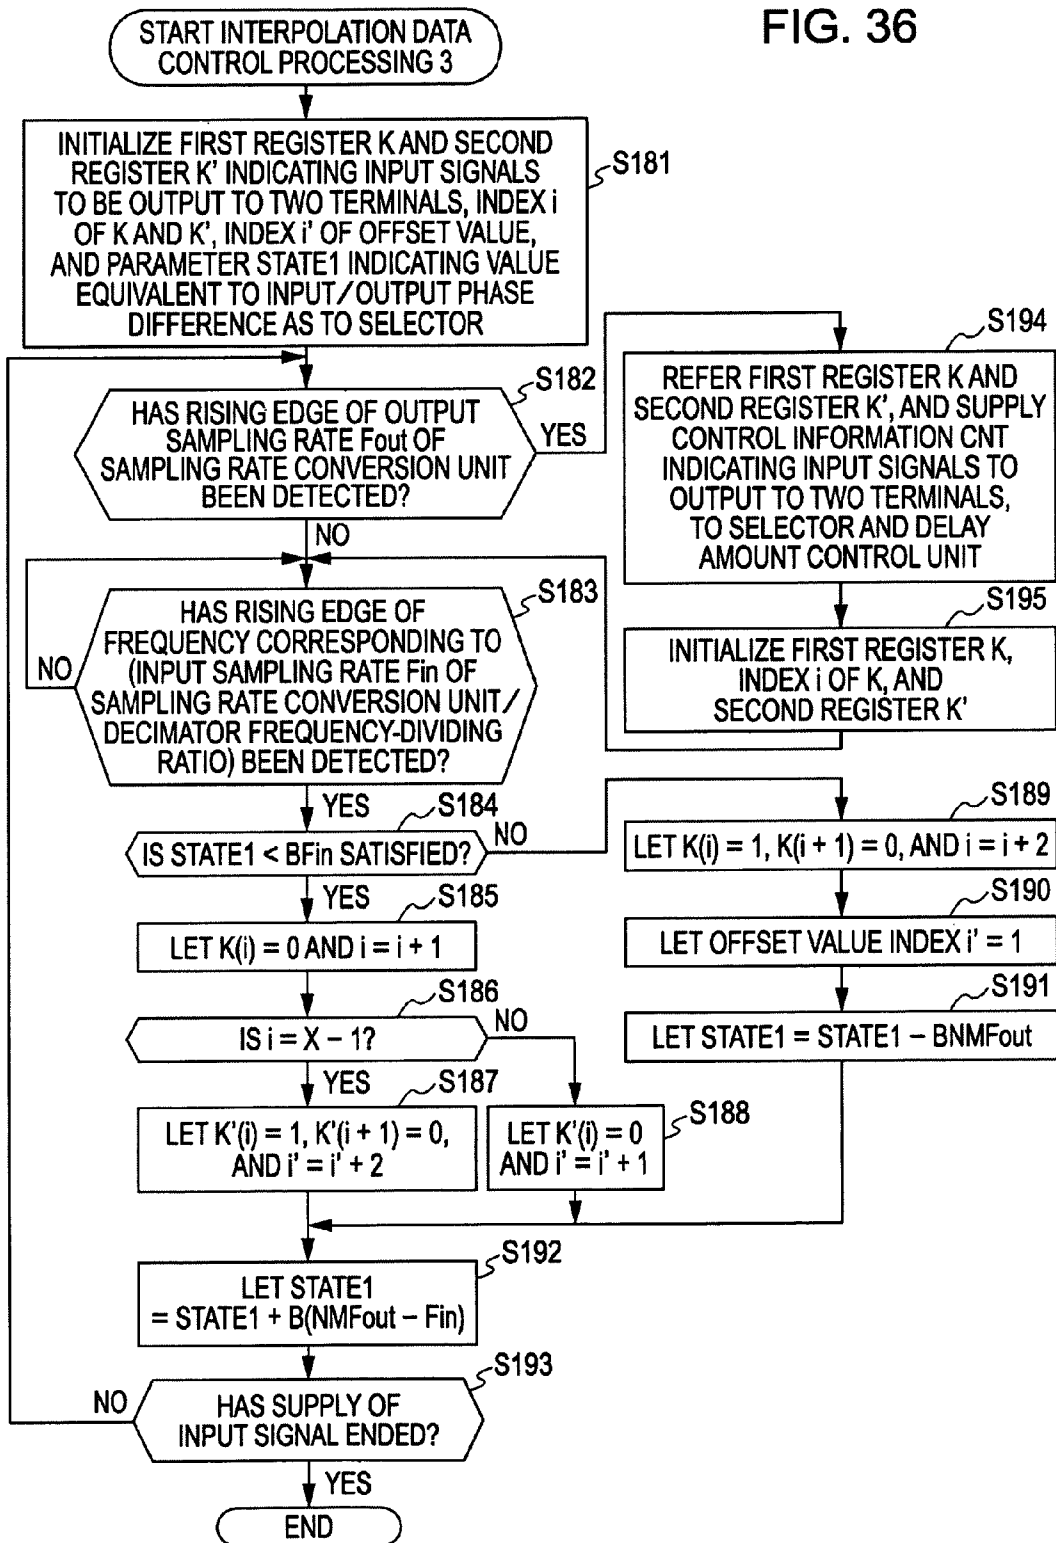 FIG. 36
START INTERPOLATION DATA
CONTROL PROCESSING 3
INITIALIZE FIRST REGISTER K AND SECOND
REGISTER K' INDICATING INPUT SIGNALS
TO BE OUTPUT TO TWO TERMINALS, INDEX i
OF K AND K', INDEX i' OF OFFSET VALUE,
AND PARAMETER STATE1 INDICATING VALUE
EQUIVALENT TO INPUT/OUTPUT PHASE
DIFFERENCE AS TO SELECTOR
S181
HAS RISING EDGE OF OUTPUT
SAMPLING RATE Fout OF
SAMPLING RATE CONVERSION UNIT
BEEN DETECTED?
S182
YES
NO
REFER FIRST REGISTER K AND
SECOND REGISTER K', AND SUPPLY
CONTROL INFORMATION CNT
INDICATING INPUT SIGNALS TO
OUTPUT TO TWO TERMINALS,
TO SELECTOR AND DELAY
AMOUNT CONTROL UNIT
S194
INITIALIZE FIRST REGISTER K,
INDEX i OF K, AND
SECOND REGISTER K'
S195
HAS RISING EDGE OF
FREQUENCY CORRESPONDING TO
(INPUT SAMPLING RATE Fin OF
SAMPLING RATE CONVERSION UNIT/
DECIMATOR FREQUENCY-DIVIDING
RATIO) BEEN DETECTED?
S183
NO
YES
IS STATE1 < BFin SATISFIED?
S184
NO
YES
LET K(i) = 0 AND i = i + 1
S185
IS i = X – 1?
S186
NO
YES
LET K'(i) = 1, K'(i + 1) = 0,
AND i' = i' + 2
S187
LET K'(i) = 0
AND i' = i' + 1
S188
LET K(i) = 1, K(i + 1) = 0, AND i = i + 2
S189
LET OFFSET VALUE INDEX i' = 1
S190
LET STATE1 = STATE1 – BNMFout
S191
LET STATE1
= STATE1 + B(NMFout – Fin)
S192
HAS SUPPLY OF
INPUT SIGNAL ENDED?
S193
NO
YES
END